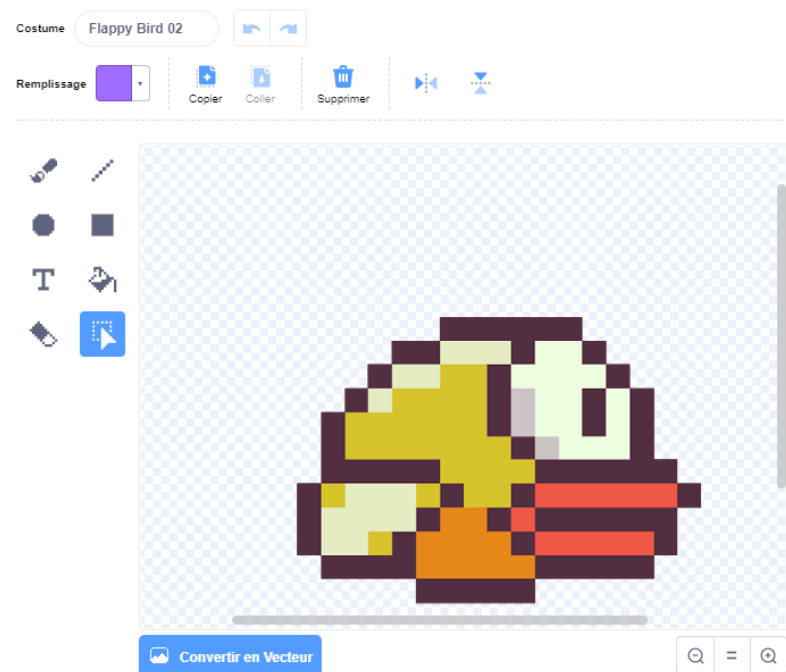 Costume
Flappy Bird 02
Remplissage
Copier
Coller
Supprimer
T
Convertir en Vecteur